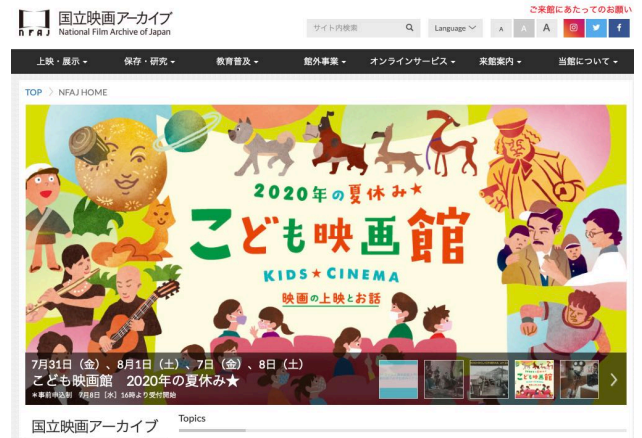 ご来館にあたってのお願い
国立映画アーカイブ
NFAJ National Film Archive of Japan
サイト内検索
Language
A A A
上映・展示
保存・研究
教育普及
館外事業
オンラインサービス
来館案内
当館について
TOP > NFAJ HOME
2020年の夏休み★
こども映画館
KIDS★CINEMA
映画の上映とお話
7月31日（金）、8月1日（土）、7日（金）、8日（土）
こども映画館　2020年の夏休み★
＊事前申込制　7月8日［水］16時より受付開始
国立映画アーカイブ
Topics